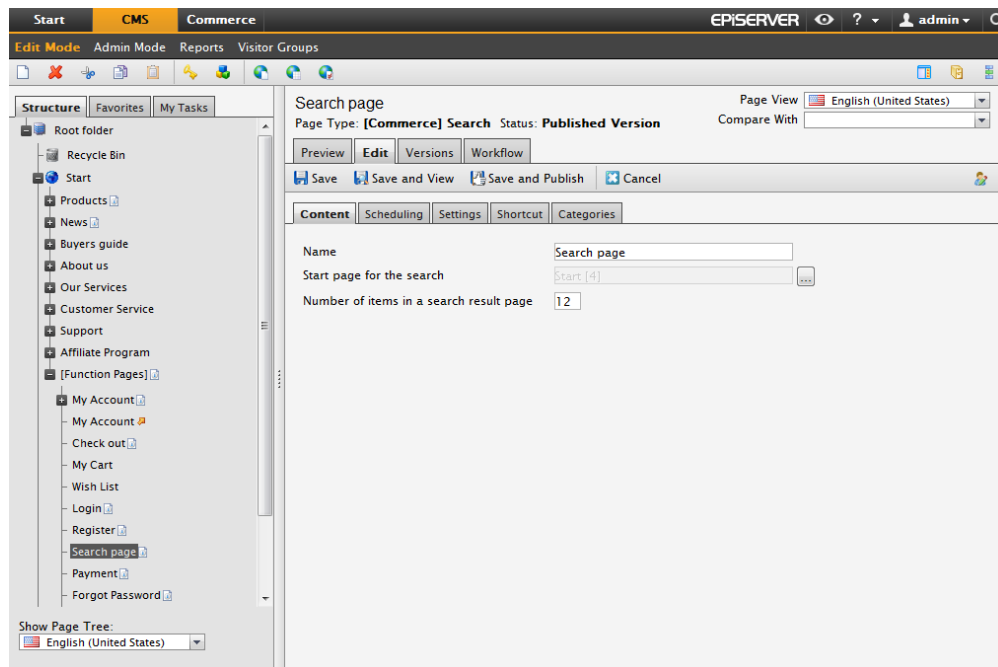 Start CMS Commerce EPiSERVER ? admin
Edit Mode Admin Mode Reports Visitor Groups
Structure Favorites My Tasks
Root folder
Recycle Bin
Start
Products
News
Buyers guide
About us
Our Services
Customer Service
Support
Affiliate Program
[Function Pages]
My Account
My Account
Check out
My Cart
Wish List
Login
Register
Search page
Payment
Forgot Password
Show Page Tree:
English (United States)
Search page
Page View English (United States)
Page Type: [Commerce] Search Status: Published Version
Compare With
Preview Edit Versions Workflow
Save Save and View Save and Publish Cancel
Content Scheduling Settings Shortcut Categories
Name Search page
Start page for the search Start [4] ...
Number of items in a search result page 12